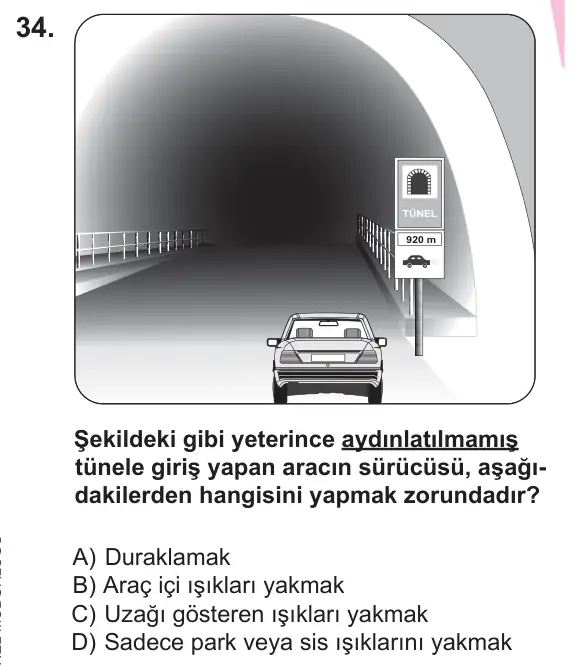 34.
TÜNEL
920 m
Şekildeki gibi yeterince aydınlatılmamış
tünele giriş yapan aracın sürücüsü, aşağı-
dakilerden hangisini yapmak zorundadır?
A) Duraklamak
B) Araç içi ışıkları yakmak
C) Uzağı gösteren ışıkları yakmak
D) Sadece park veya sis ışıklarını yakmak